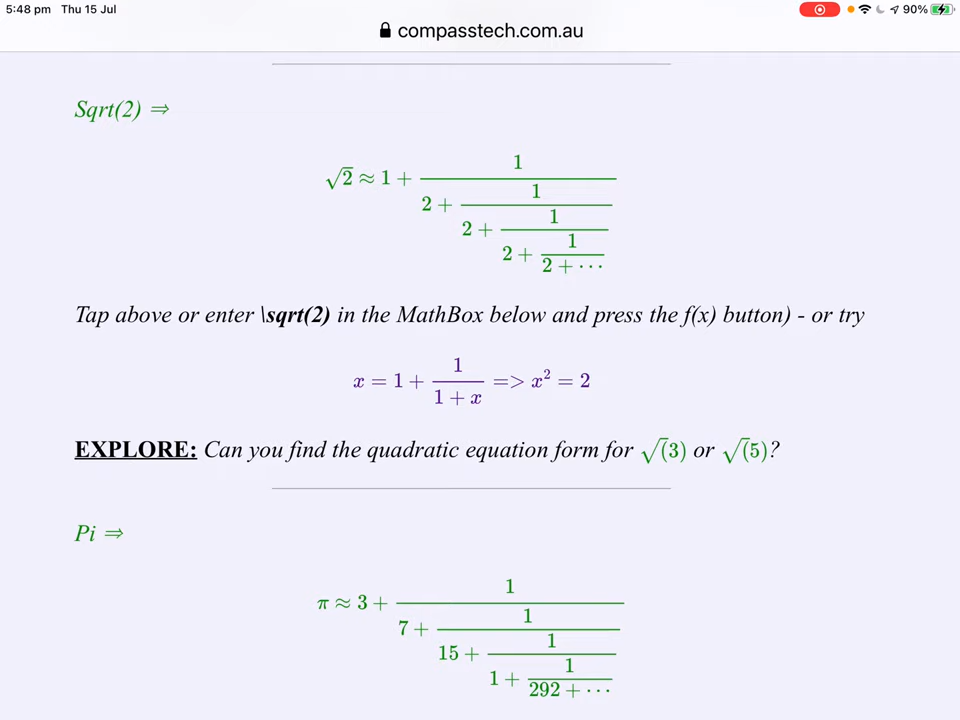 5:48 pm Thu 15 Jul 90%
compasstech.com.au
Sqrt(2) ⇒
√2 ≈ 1 + 1/(2 + 1/(2 + 1/(2 + 1/(2 + ⋯))))
Tap above or enter \sqrt(2) in the MathBox below and press the f(x) button) - or try
x = 1 + 1/(1 + x) => x² = 2
EXPLORE: Can you find the quadratic equation form for √(3) or √(5)?
Pi ⇒
π ≈ 3 + 1/(7 + 1/(15 + 1/(1 + 1/(292 + ⋯))))